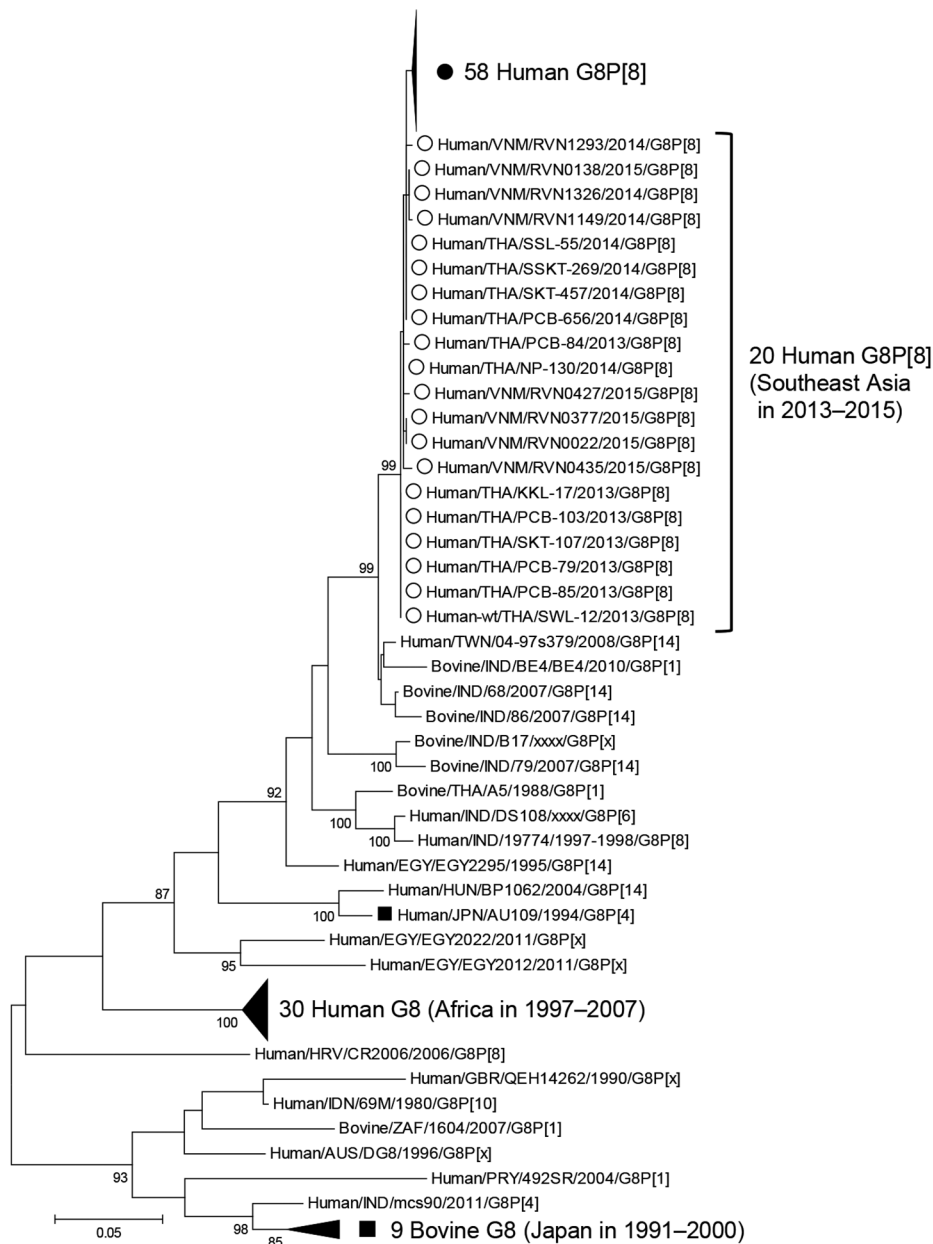 ● 58 Human G8P[8]
○ Human/VNM/RVN1293/2014/G8P[8]
○ Human/VNM/RVN0138/2015/G8P[8]
○ Human/VNM/RVN1326/2014/G8P[8]
○ Human/VNM/RVN1149/2014/G8P[8]
○ Human/THA/SSL-55/2014/G8P[8]
○ Human/THA/SSKT-269/2014/G8P[8]
○ Human/THA/SKT-457/2014/G8P[8]
○ Human/THA/PCB-656/2014/G8P[8]
○ Human/THA/PCB-84/2013/G8P[8]
○ Human/THA/NP-130/2014/G8P[8]
○ Human/VNM/RVN0427/2015/G8P[8]
○ Human/VNM/RVN0377/2015/G8P[8]
○ Human/VNM/RVN0022/2015/G8P[8]
○ Human/VNM/RVN0435/2015/G8P[8]
○ Human/THA/KKL-17/2013/G8P[8]
○ Human/THA/PCB-103/2013/G8P[8]
○ Human/THA/SKT-107/2013/G8P[8]
○ Human/THA/PCB-79/2013/G8P[8]
○ Human/THA/PCB-85/2013/G8P[8]
○ Human-wt/THA/SWL-12/2013/G8P[8]
20 Human G8P[8]
(Southeast Asia
in 2013–2015)
99
99
Human/TWN/04-97s379/2008/G8P[14]
Bovine/IND/BE4/BE4/2010/G8P[1]
Bovine/IND/68/2007/G8P[14]
Bovine/IND/86/2007/G8P[14]
Bovine/IND/B17/xxxx/G8P[x]
100
Bovine/IND/79/2007/G8P[14]
92
Bovine/THA/A5/1988/G8P[1]
100
Human/IND/DS108/xxxx/G8P[6]
100
Human/IND/19774/1997-1998/G8P[8]
Human/EGY/EGY2295/1995/G8P[14]
87
Human/HUN/BP1062/2004/G8P[14]
100
■ Human/JPN/AU109/1994/G8P[4]
Human/EGY/EGY2022/2011/G8P[x]
95
Human/EGY/EGY2012/2011/G8P[x]
100
30 Human G8 (Africa in 1997–2007)
Human/HRV/CR2006/2006/G8P[8]
Human/GBR/QEH14262/1990/G8P[x]
Human/IDN/69M/1980/G8P[10]
Bovine/ZAF/1604/2007/G8P[1]
Human/AUS/DG8/1996/G8P[x]
93
Human/PRY/492SR/2004/G8P[1]
Human/IND/mcs90/2011/G8P[4]
98
85
■ 9 Bovine G8 (Japan in 1991–2000)
0.05